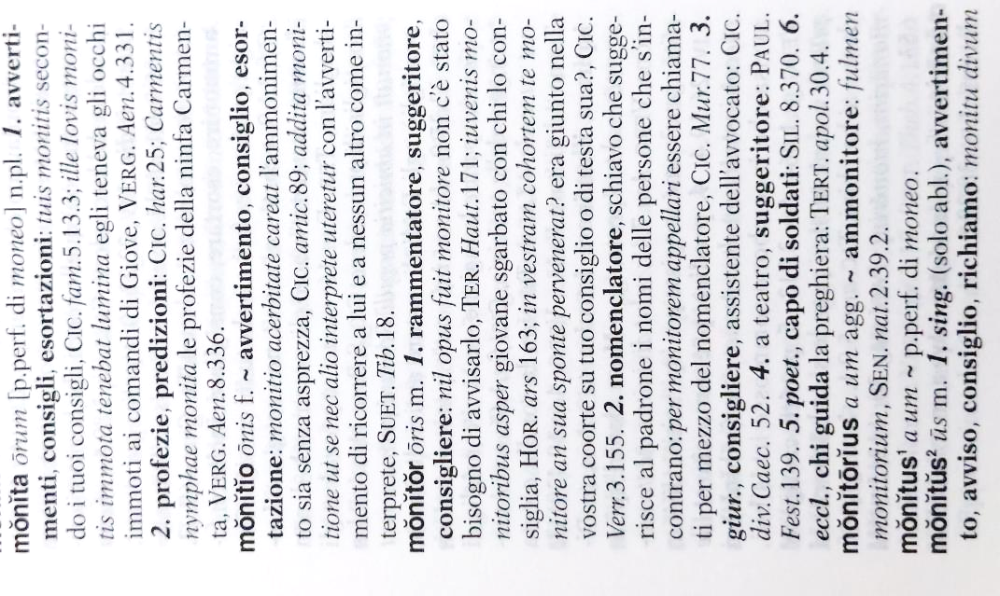 mŏnĭta ōrum [p.perf. di moneo] n.pl. 1. avverti-
menti, consigli, esortazioni: tuis monitis secon-
do i tuoi consigli, CIC. fam.5.13.3; ille Iovis moni-
tis immota tenebat lumina egli teneva gli occhi
immoti ai comandi di Giove, VERG. Aen.4.331.
2. profezie, predizioni: CIC. har.25; Carmentis
nymphae monita le profezie della ninfa Carmen-
ta, VERG. Aen.8.336.
mŏnĭtĭo ōnis f. ~ avvertimento, consiglio, esor-
tazione: monitio acerbitate careat l'ammonimen-
to sia senza asprezza, CIC. amic.89; addita moni-
tione ut se nec alio interprete uteretur con l'avverti-
mento di ricorrere a lui e a nessun altro come in-
terprete, SUET. Tib.18.
mŏnĭtŏr ōris m. 1. rammentatore, suggeritore,
consigliere: nil opus fuit monitore non c'è stato
bisogno di avvisarlo, TER. Haut.171; iuvenis mo-
nitoribus asper giovane sgarbato con chi lo con-
siglia, HOR. ars 163; in vestram cohortem te mo-
nitore an sua sponte pervenerat? era giunto nella
vostra coorte su tuo consiglio o di testa sua?, CIC.
Verr.3.155. 2. nomenclatore, schiavo che sugge-
risce al padrone i nomi delle persone che s'in-
contrano: per monitorem appellari essere chiama-
ti per mezzo del nomenclatore, CIC. Mur.77. 3.
giur., consigliere, assistente dell'avvocato: CIC.
div.Caec. 52. 4. a teatro, suggeritore: PAUL.
Fest.139. 5. poet., capo di soldati: SIL. 8.370. 6.
eccl., chi guida la preghiera: TERT. apol.30.4.
mŏnĭtōrĭus a um agg. ~ ammonitore: fulmen
monitorium, SEN. nat.2.39.2.
mŏnĭtus¹ a um ~ p.perf. di moneo.
mŏnĭtŭs² ūs m. 1. sing. (solo abl.), avvertimen-
to, avviso, consiglio, richiamo: monitu divum